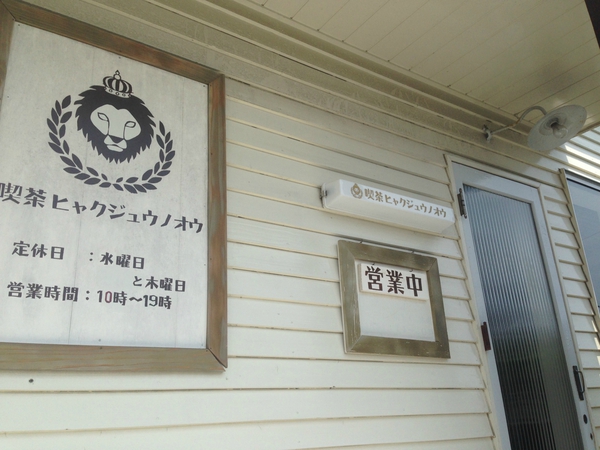 喫茶ヒャクジュウノオウ
定休日　：水曜日
と木曜日
営業時間：10時〜19時
喫茶ヒャクジュウノオウ
営業中